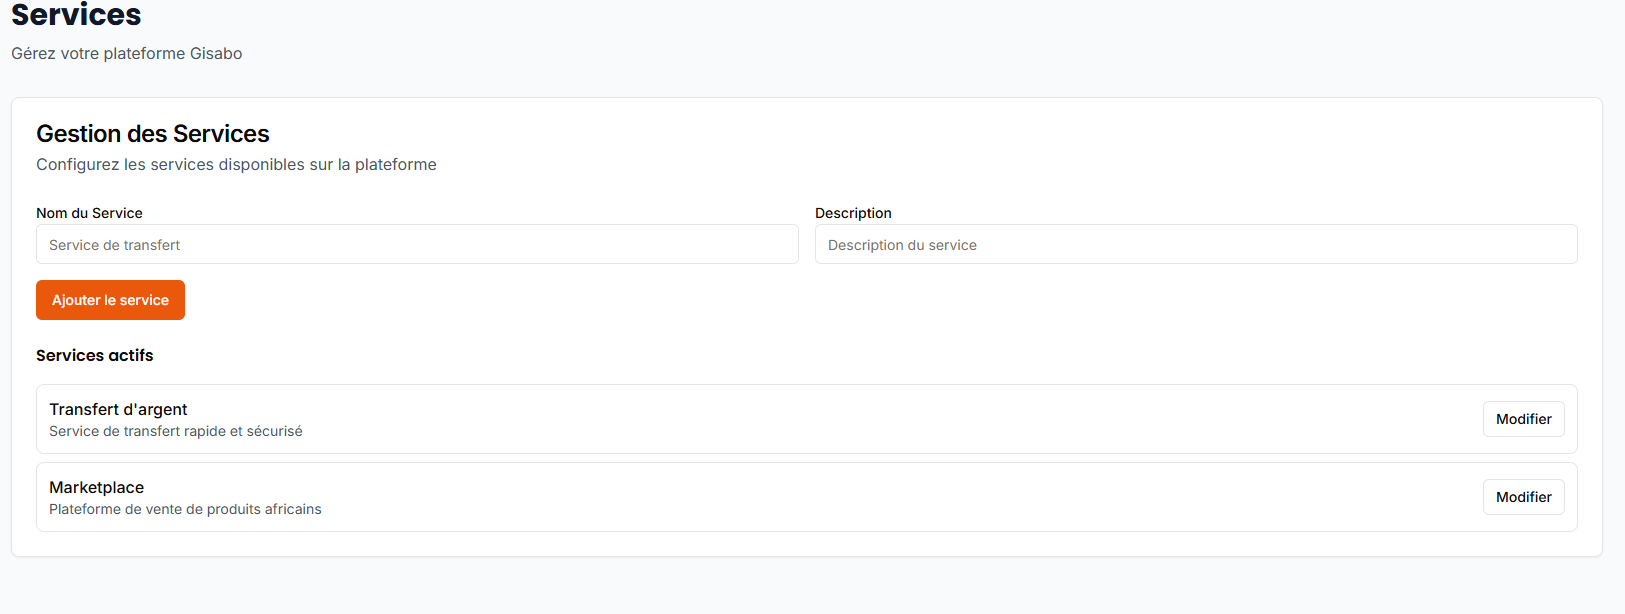 Services
Gérez votre plateforme Gisabo
Gestion des Services
Configurez les services disponibles sur la plateforme
Nom du Service
Description
Service de transfert
Description du service
Ajouter le service
Services actifs
Transfert d'argent
Service de transfert rapide et sécurisé
Modifier
Marketplace
Plateforme de vente de produits africains
Modifier